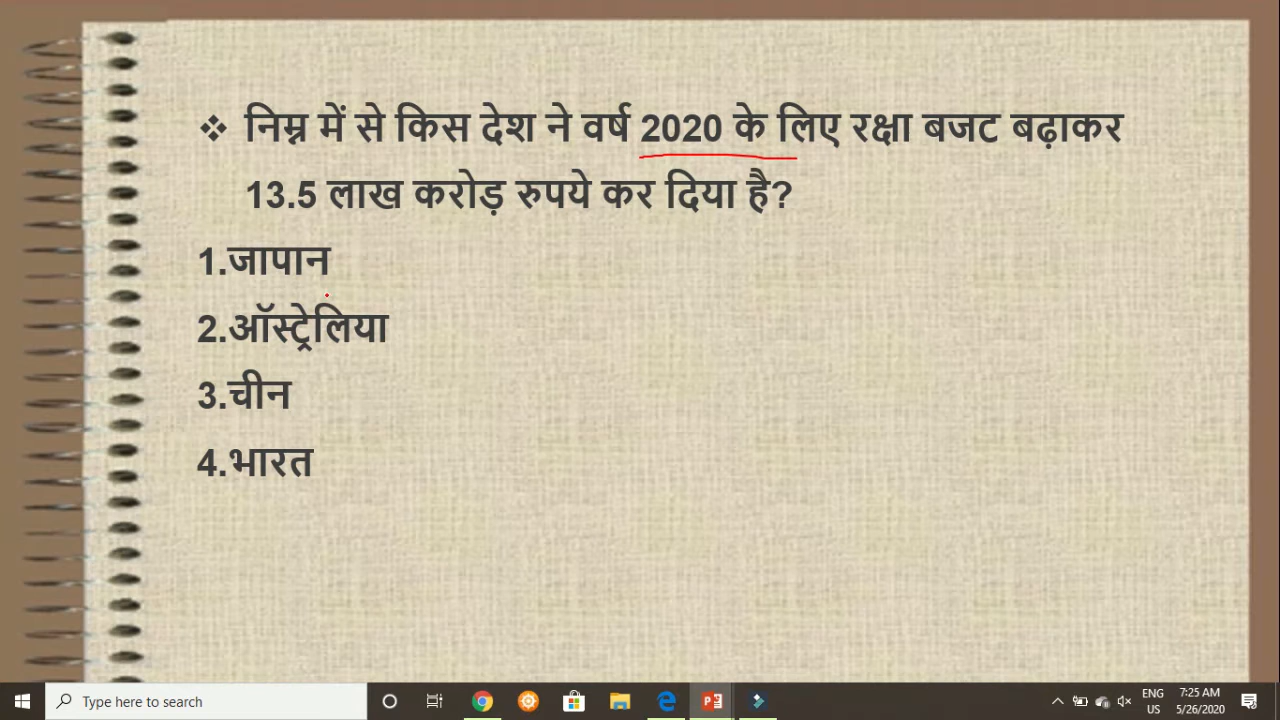 ❖ निम्न में से किस देश ने वर्ष 2020 के लिए रक्षा बजट बढ़ाकर
13.5 लाख करोड़ रुपये कर दिया है?
1.जापान
2.ऑस्ट्रेलिया
3.चीन
4.भारत
Type here to search
ENG 7:25 AM
US 5/26/2020